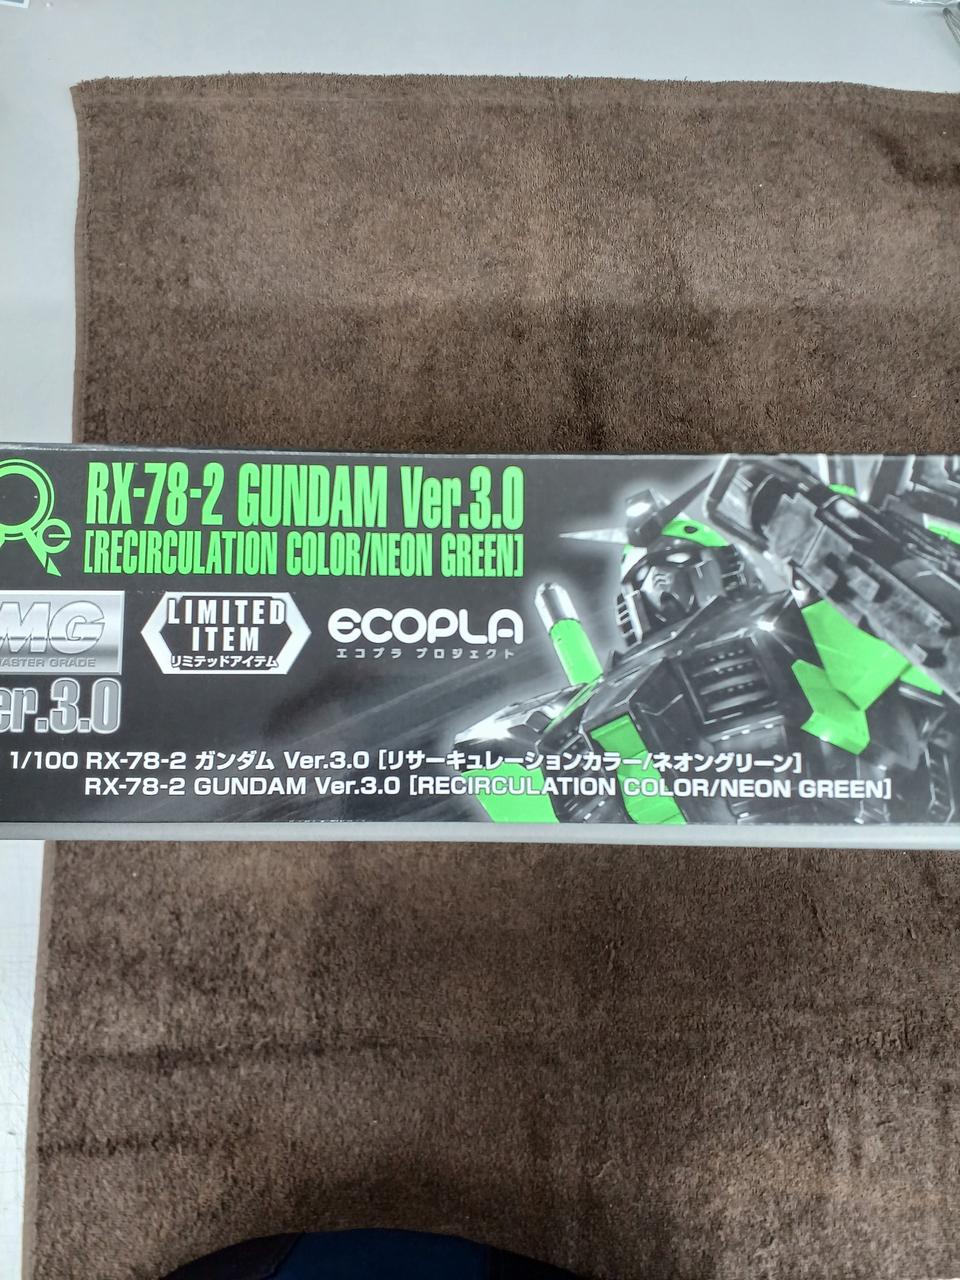 Re
RX-78-2 GUNDAM Ver.3.0
[RECIRCULATION COLOR/NEON GREEN]
MG
MASTER GRADE
er.3.0
LIMITED
ITEM
リミテッドアイテム
ECOPLA
エコプラ プロジェクト
1/100 RX-78-2 ガンダム Ver.3.0 [リサーキュレーションカラー/ネオングリーン]
RX-78-2 GUNDAM Ver.3.0 [RECIRCULATION COLOR/NEON GREEN]